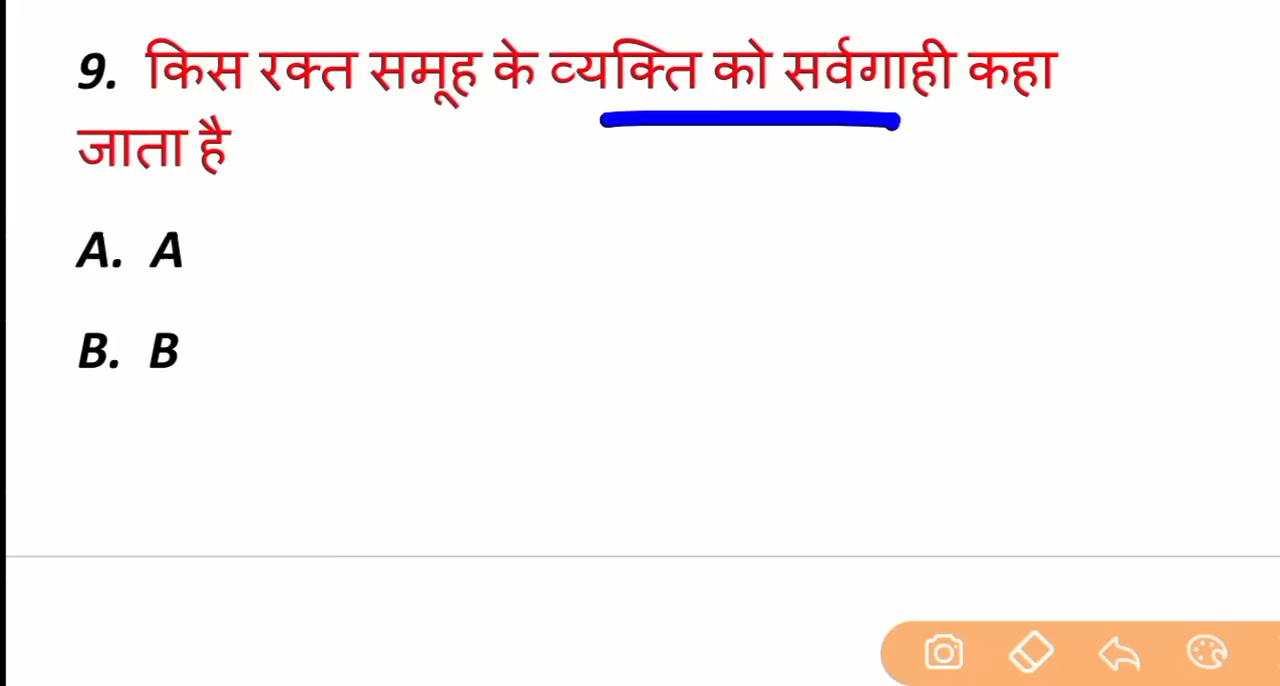 9. किस रक्त समूह के व्यक्ति को सर्वगाही कहा
जाता है
A. A
B. B